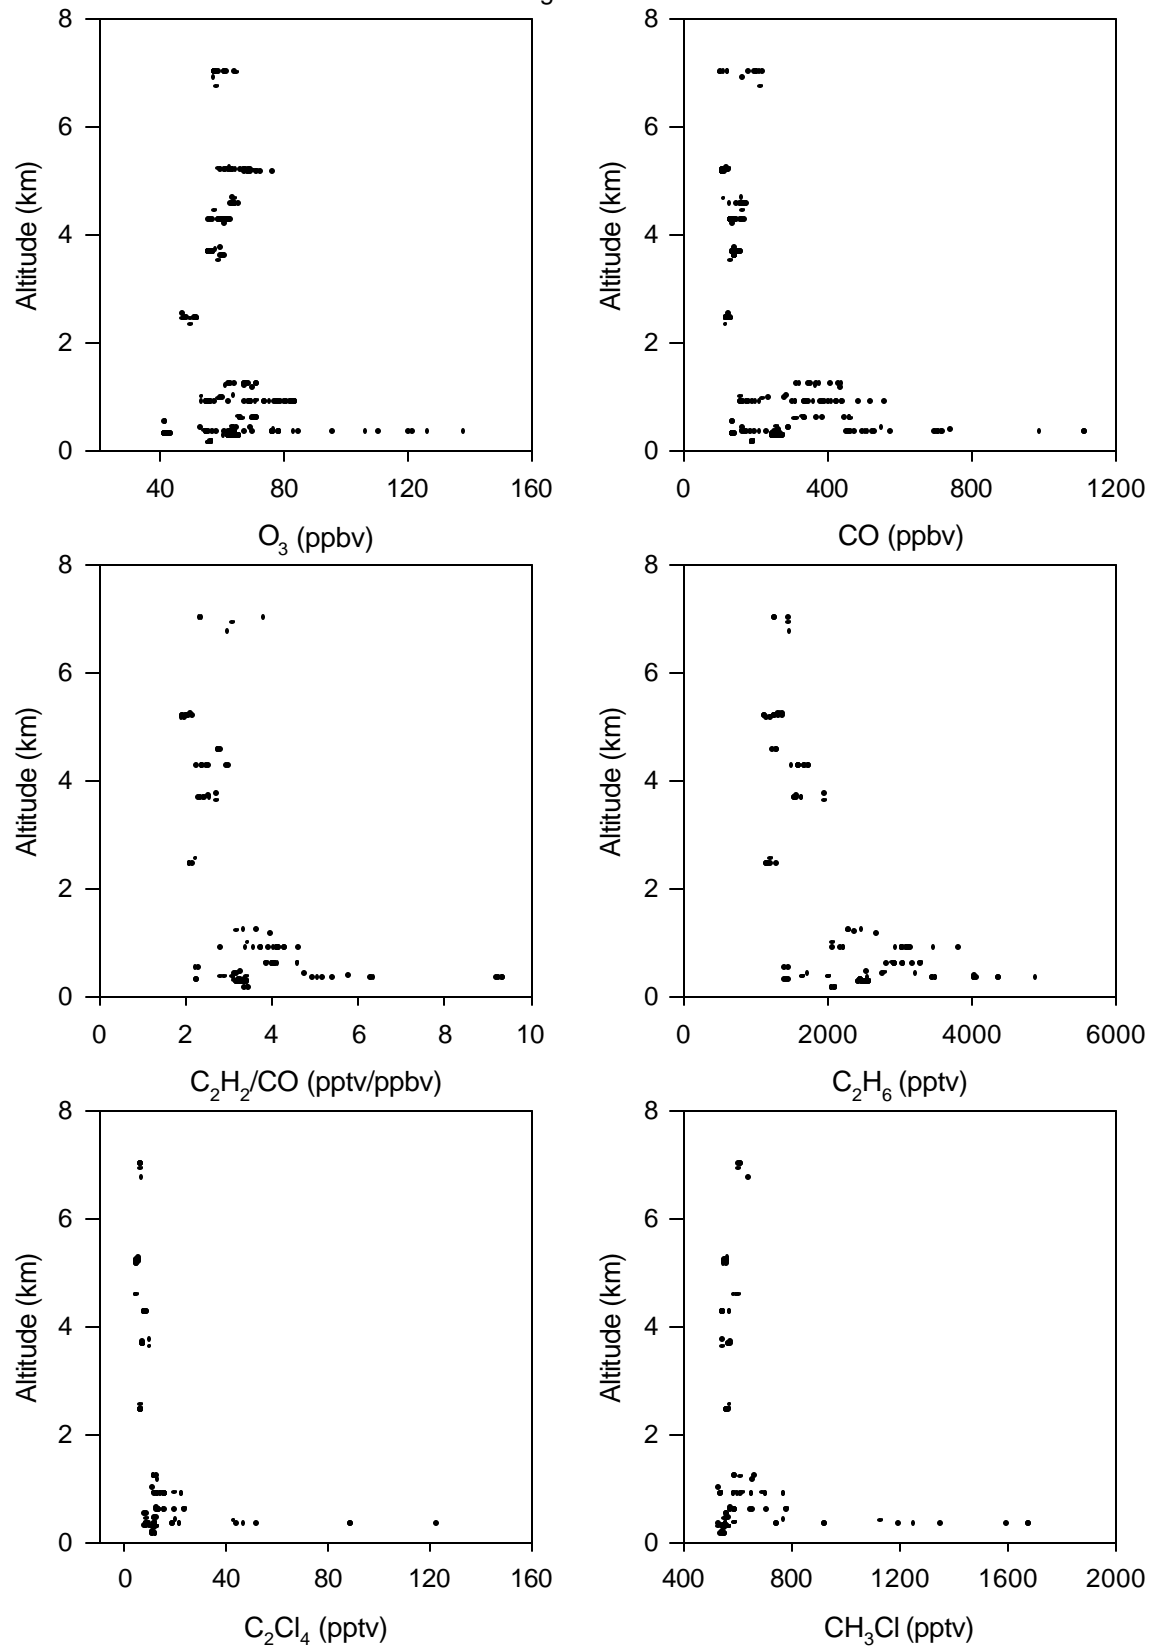 8
6
4
2
0
Altitude (km)
40 80 120 160
O3 (ppbv)
8
6
4
2
0
Altitude (km)
0 400 800 1200
CO (ppbv)
8
6
4
2
0
Altitude (km)
0 2 4 6 8 10
C2H2/CO (pptv/ppbv)
8
6
4
2
0
Altitude (km)
0 2000 4000 6000
C2H6 (pptv)
8
6
4
2
0
Altitude (km)
0 40 80 120 160
C2Cl4 (pptv)
8
6
4
2
0
Altitude (km)
400 800 1200 1600 2000
CH3Cl (pptv)